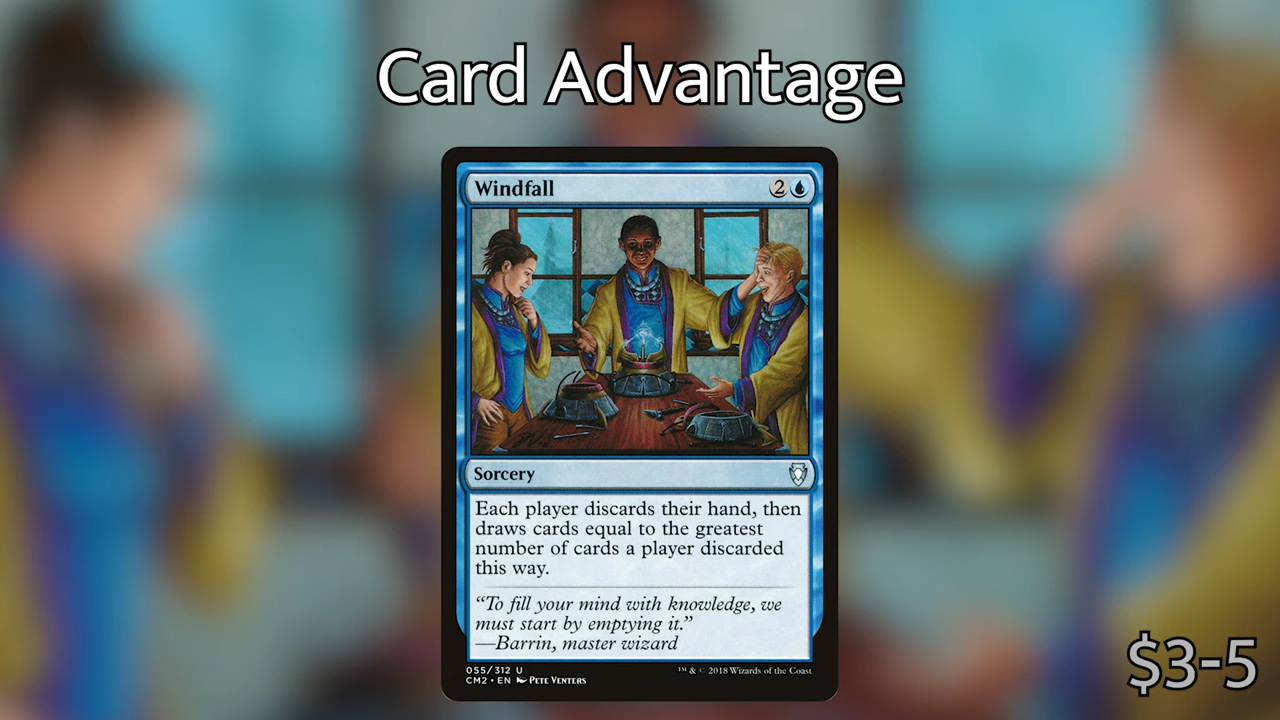 Card Advantage
Windfall 2
Sorcery
Each player discards their hand, then
draws cards equal to the greatest
number of cards a player discarded
this way.
“To fill your mind with knowledge, we
must start by emptying it.”
—Barrin, master wizard
055/312 U
™ & © 2018 Wizards of the Coast
CM2 • EN Pete Venters
$3-5